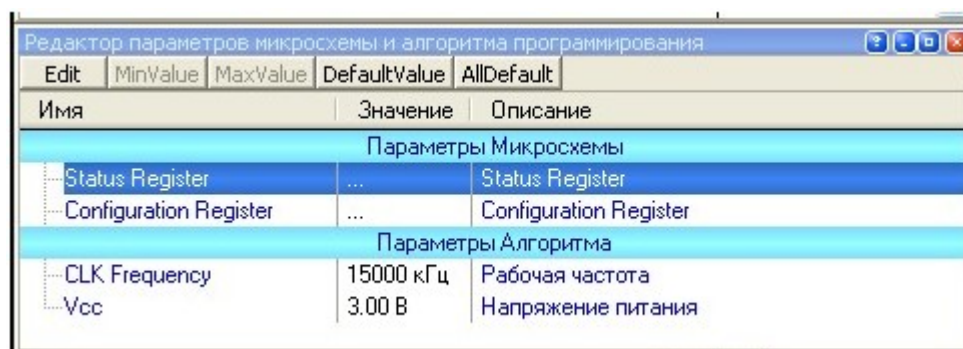 Редактор параметров микросхемы и алгоритма программирования
Edit MinValue MaxValue DefaultValue AllDefault
Имя Значение Описание
Параметры Микросхемы
Status Register ... Status Register
Configuration Register ... Configuration Register
Параметры Алгоритма
CLK Frequency 15000 кГц Рабочая частота
Vcc 3.00 В Напряжение питания